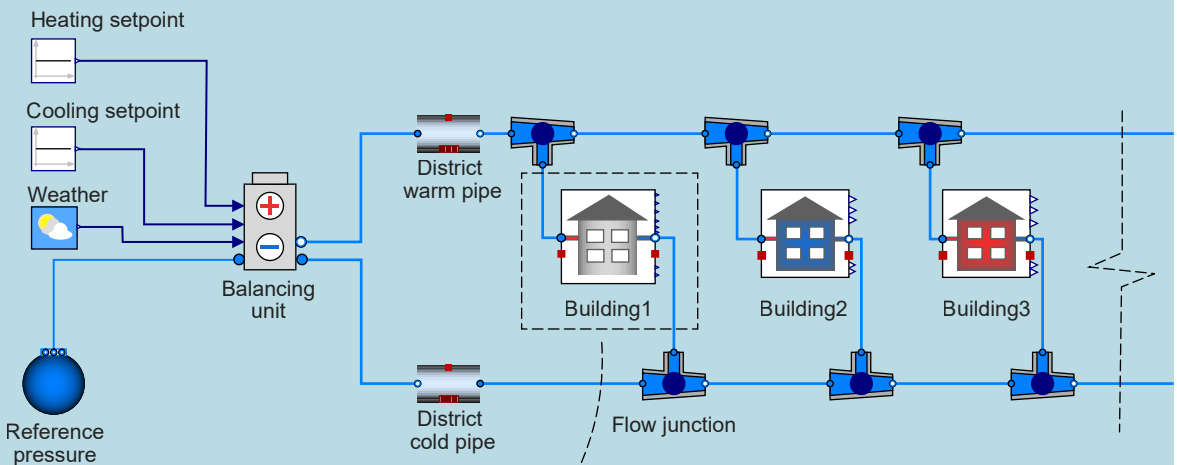 Heating setpoint
Cooling setpoint
Weather
Balancing
unit
Reference
pressure
District
warm pipe
Building1
Building2
Building3
District
cold pipe
Flow junction